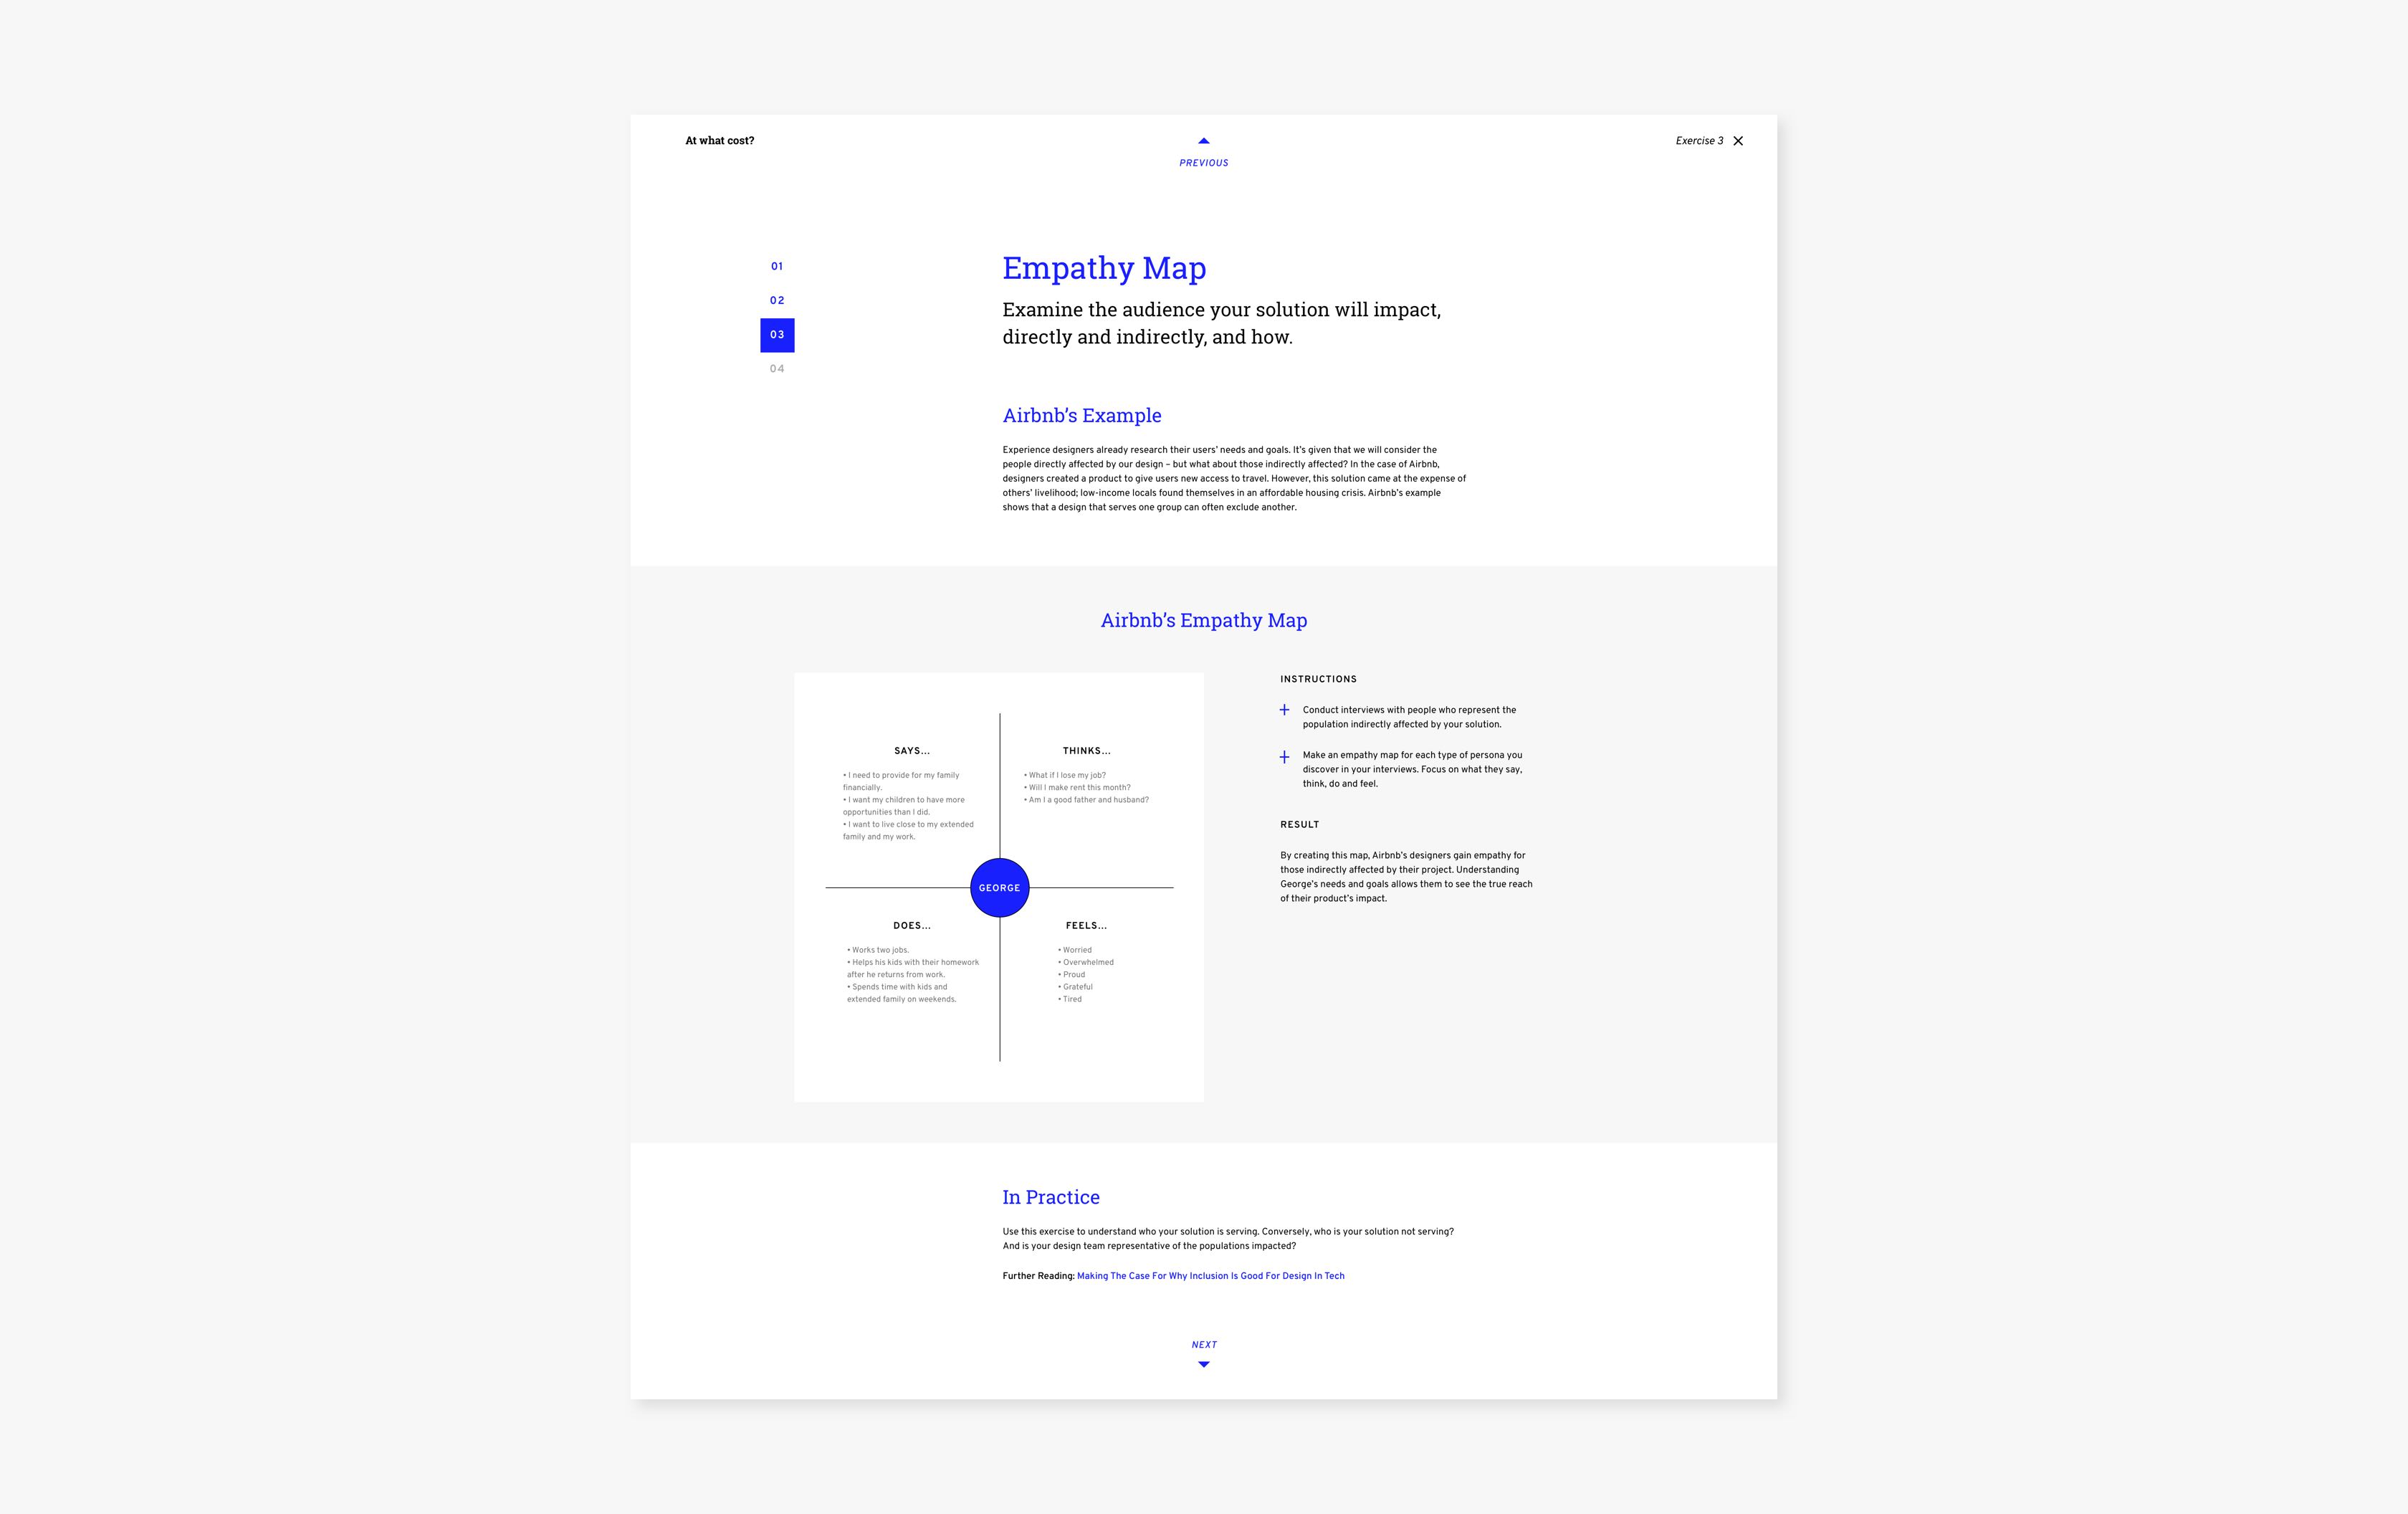 At what cost?
PREVIOUS
Exercise 3
01
02
03
04
Empathy Map
Examine the audience your solution will impact,
directly and indirectly, and how.
Airbnb’s Example
Experience designers already research their users’ needs and goals. It’s given that we will consider the
people directly affected by our design – but what about those indirectly affected? In the case of Airbnb,
designers created a product to give users new access to travel. However, this solution came at the expense of
others’ livelihood; low-income locals found themselves in an affordable housing crisis. Airbnb’s example
shows that a design that serves one group can often exclude another.
Airbnb’s Empathy Map
SAYS...
• I need to provide for my family
financially.
• I want my children to have more
opportunities than I did.
• I want to live close to my extended
family and my work.
THINKS...
• What if I lose my job?
• Will I make rent this month?
• Am I a good father and husband?
GEORGE
DOES...
• Works two jobs.
• Helps his kids with their homework
after he returns from work.
• Spends time with kids and
extended family on weekends.
FEELS...
• Worried
• Overwhelmed
• Proud
• Grateful
• Tired
INSTRUCTIONS
Conduct interviews with people who represent the
population indirectly affected by your solution.
Make an empathy map for each type of persona you
discover in your interviews. Focus on what they say,
think, do and feel.
RESULT
By creating this map, Airbnb’s designers gain empathy for
those indirectly affected by their project. Understanding
George’s needs and goals allows them to see the true reach
of their product’s impact.
In Practice
Use this exercise to understand who your solution is serving. Conversely, who is your solution not serving?
And is your design team representative of the populations impacted?
Further Reading: Making The Case For Why Inclusion Is Good For Design In Tech
NEXT